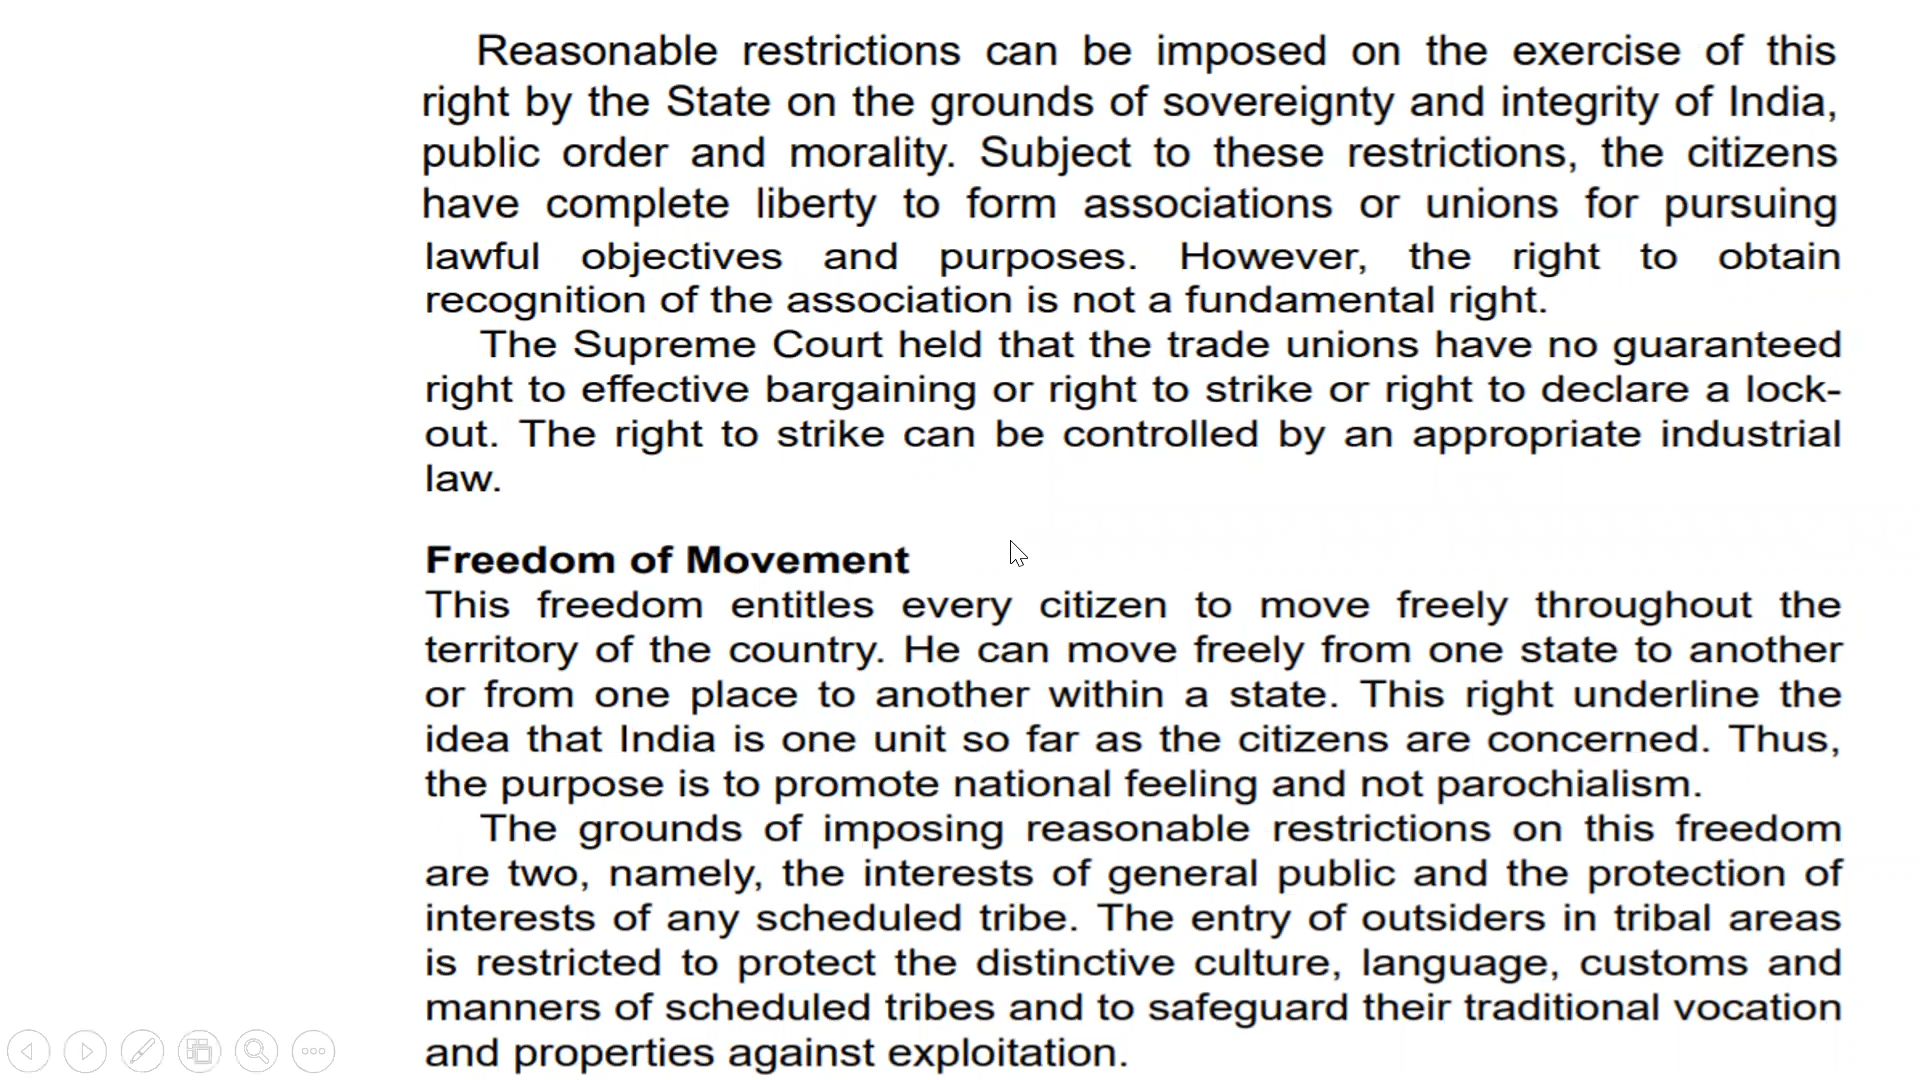 Reasonable restrictions can be imposed on the exercise of this
right by the State on the grounds of sovereignty and integrity of India,
public order and morality. Subject to these restrictions, the citizens
have complete liberty to form associations or unions for pursuing
lawful objectives and purposes. However, the right to obtain
recognition of the association is not a fundamental right.
The Supreme Court held that the trade unions have no guaranteed
right to effective bargaining or right to strike or right to declare a lock-
out. The right to strike can be controlled by an appropriate industrial
law.
Freedom of Movement
This freedom entitles every citizen to move freely throughout the
territory of the country. He can move freely from one state to another
or from one place to another within a state. This right underline the
idea that India is one unit so far as the citizens are concerned. Thus,
the purpose is to promote national feeling and not parochialism.
The grounds of imposing reasonable restrictions on this freedom
are two, namely, the interests of general public and the protection of
interests of any scheduled tribe. The entry of outsiders in tribal areas
is restricted to protect the distinctive culture, language, customs and
manners of scheduled tribes and to safeguard their traditional vocation
and properties against exploitation.